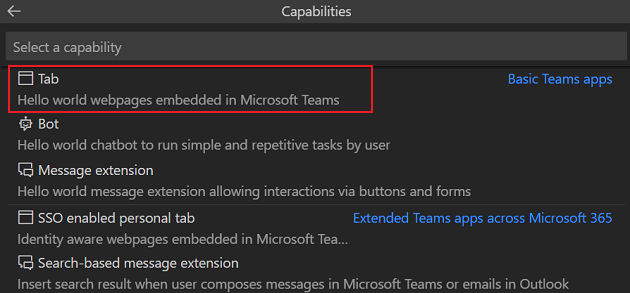 Capabilities
Select a capability
Tab Basic Teams apps
Hello world webpages embedded in Microsoft Teams
Bot
Hello world chatbot to run simple and repetitive tasks by user
Message extension
Hello world message extension allowing interactions via buttons and forms
SSO enabled personal tab Extended Teams apps across Microsoft 365
Identity aware webpages embedded in Microsoft Tea...
Search-based message extension
Insert search result when user composes messages in Microsoft Teams or emails in Outlook